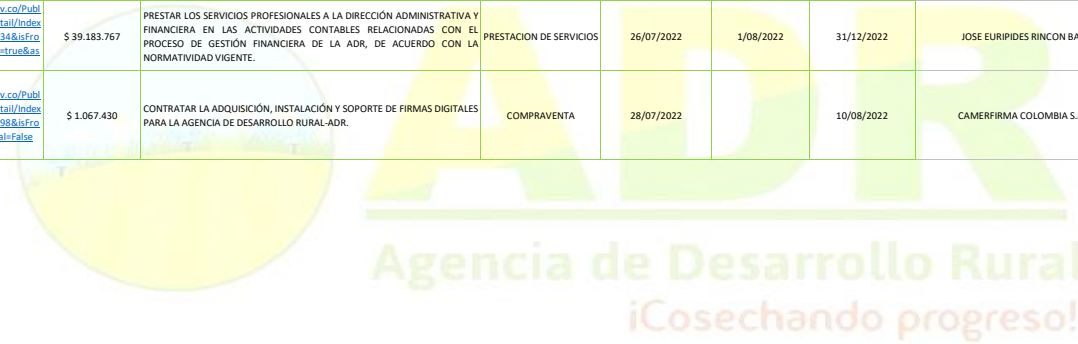 v.co/Publ
tail/Index
34&isFro
=true&as
$ 39.183.767
PRESTAR LOS SERVICIOS PROFESIONALES A LA DIRECCIÓN ADMINISTRATIVA Y
FINANCIERA EN LAS ACTIVIDADES CONTABLES RELACIONADAS CON EL
PROCESO DE GESTIÓN FINANCIERA DE LA ADR, DE ACUERDO CON LA
NORMATIVIDAD VIGENTE.
PRESTACION DE SERVICIOS
26/07/2022
1/08/2022
31/12/2022
JOSE EURIPIDES RINCON BA
v.co/Publ
tail/Index
98&isFro
al=False
$ 1.067.430
CONTRATAR LA ADQUISICIÓN, INSTALACIÓN Y SOPORTE DE FIRMAS DIGITALES
PARA LA AGENCIA DE DESARROLLO RURAL-ADR.
COMPRAVENTA
28/07/2022
10/08/2022
CAMERFIRMA COLOMBIA S.
ADR
Agencia de Desarrollo Rural
¡Cosechando progreso!